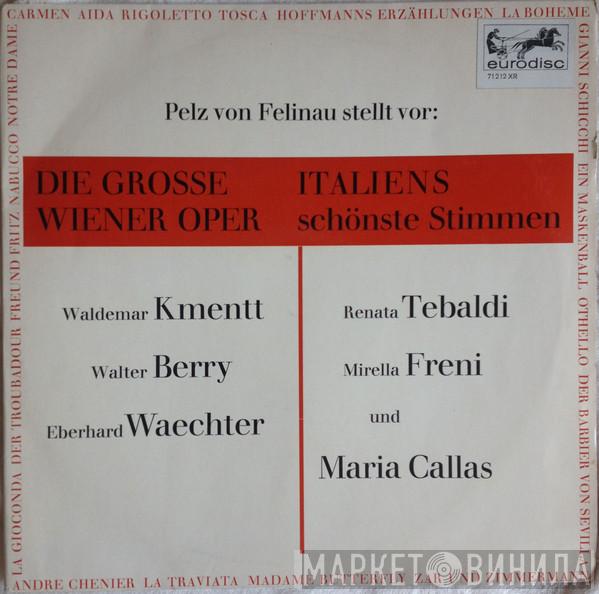 CARMEN AIDA RIGOLETTO TOSCA HOFFMANNS ERZÄHLUNGEN LA BOHEME
eurodisc
71212 XR
GIANNI SCHICCHI EIN MASKENBALL OTHELLO DER BARBIER VON SEVILLA
Pelz von Felinau stellt vor:
DIE GROSSE
WIENER OPER
ITALIENS
schönste Stimmen
Waldemar Kmentt
Walter Berry
Eberhard Waechter
Renata Tebaldi
Mirella Freni
und
Maria Callas
LA GIOCONDA DER TROUBADOUR FREUND FRITZ NABUCCO NOTRE DAME
ANDRE CHENIER LA TRAVIATA MADAME BUTTERFLY ZAR UND ZIMMERMANN
МАРКЕТ ВИНИЛА